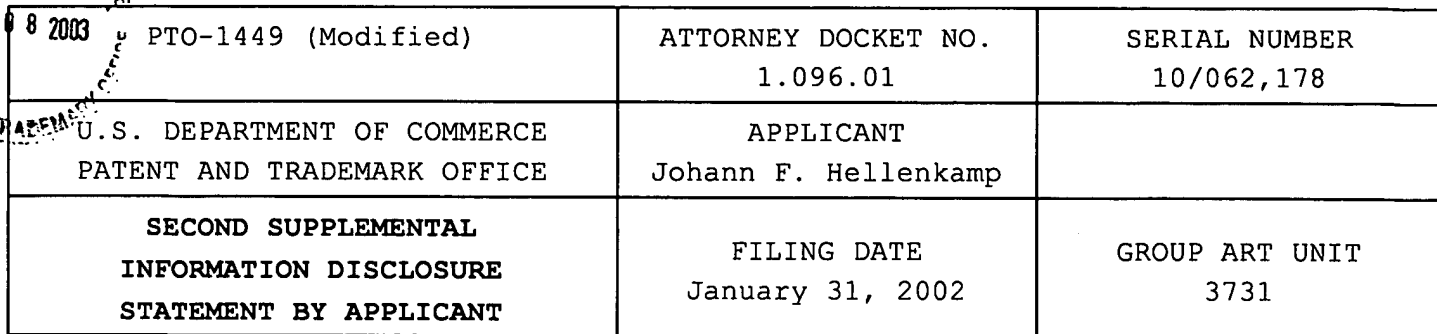 8 2003
PTO-1449 (Modified)
ATTORNEY DOCKET NO.
1.096.01
SERIAL NUMBER
10/062,178
U.S. DEPARTMENT OF COMMERCE
PATENT AND TRADEMARK OFFICE
APPLICANT
Johann F. Hellenkamp
SECOND SUPPLEMENTAL
INFORMATION DISCLOSURE
STATEMENT BY APPLICANT
FILING DATE
January 31, 2002
GROUP ART UNIT
3731